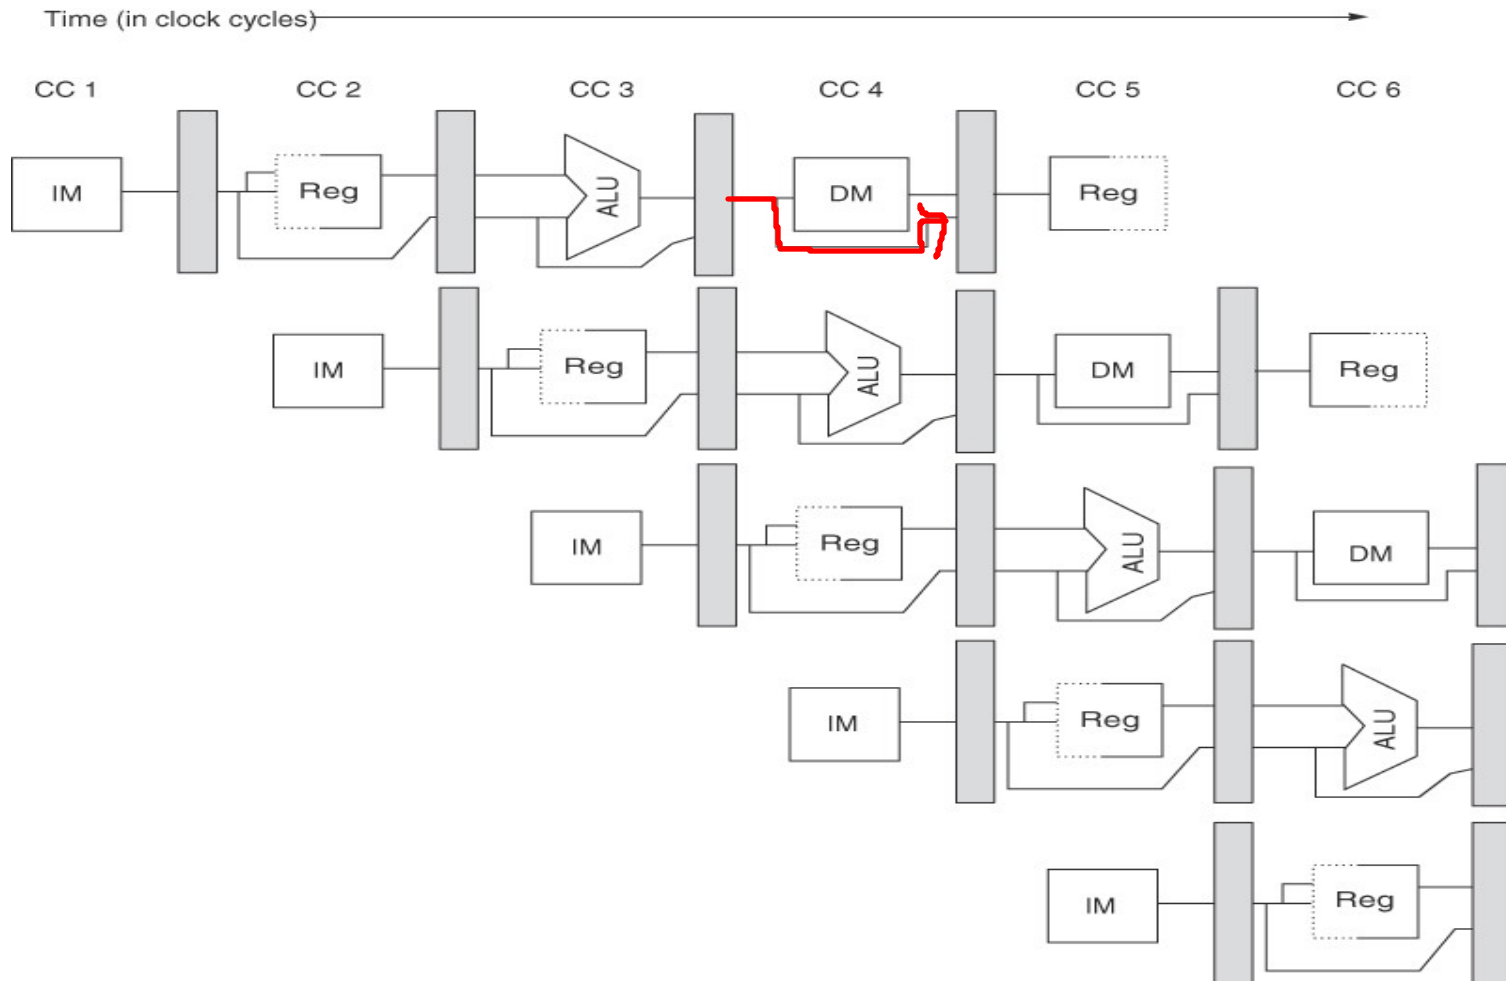 Time (in clock cycles)
CC 1 CC 2 CC 3 CC 4 CC 5 CC 6
IM Reg ALU DM Reg
IM Reg ALU DM Reg
IM Reg ALU DM
IM Reg ALU
IM Reg